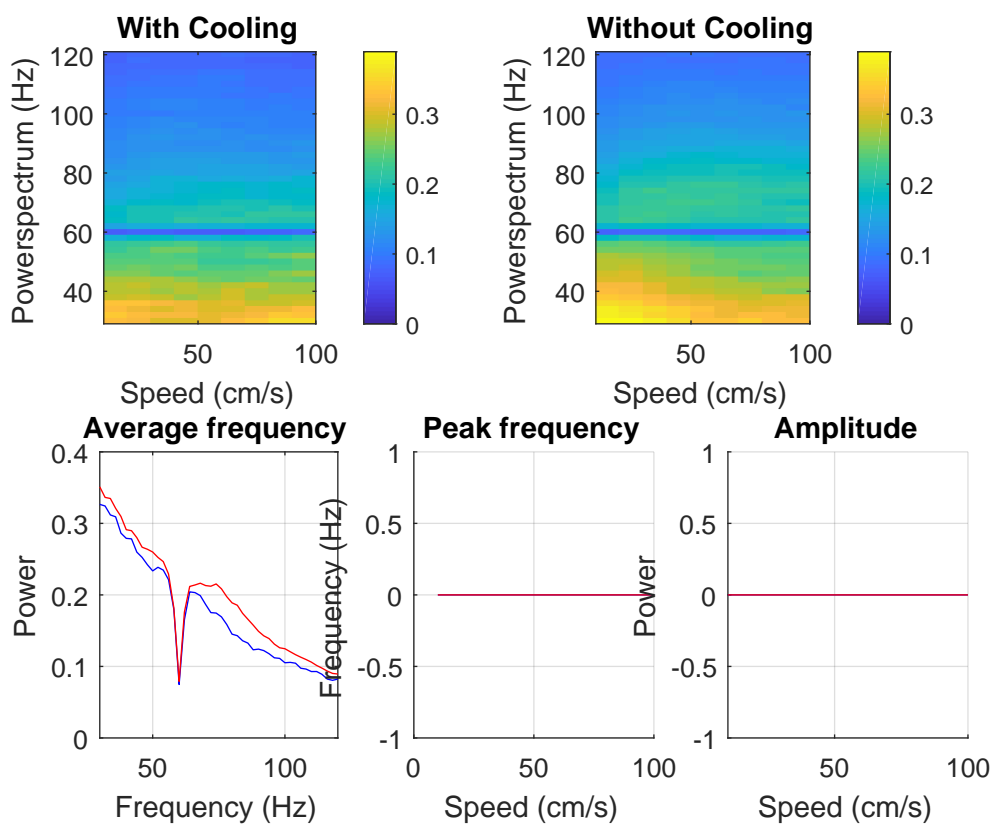 With Cooling
Powerspectrum (Hz)
120
100
80
60
40
50
100
Speed (cm/s)
0.3
0.2
0.1
0
Without Cooling
Powerspectrum (Hz)
120
100
80
60
40
50
100
Speed (cm/s)
0.3
0.2
0.1
0
Average frequency
Power
0.4
0.3
0.2
0.1
0
50
100
Frequency (Hz)
Peak frequency
Frequency (Hz)
1
0.5
0
-0.5
-1
0
50
100
Speed (cm/s)
Amplitude
Power
1
0.5
0
-0.5
-1
50
100
Speed (cm/s)